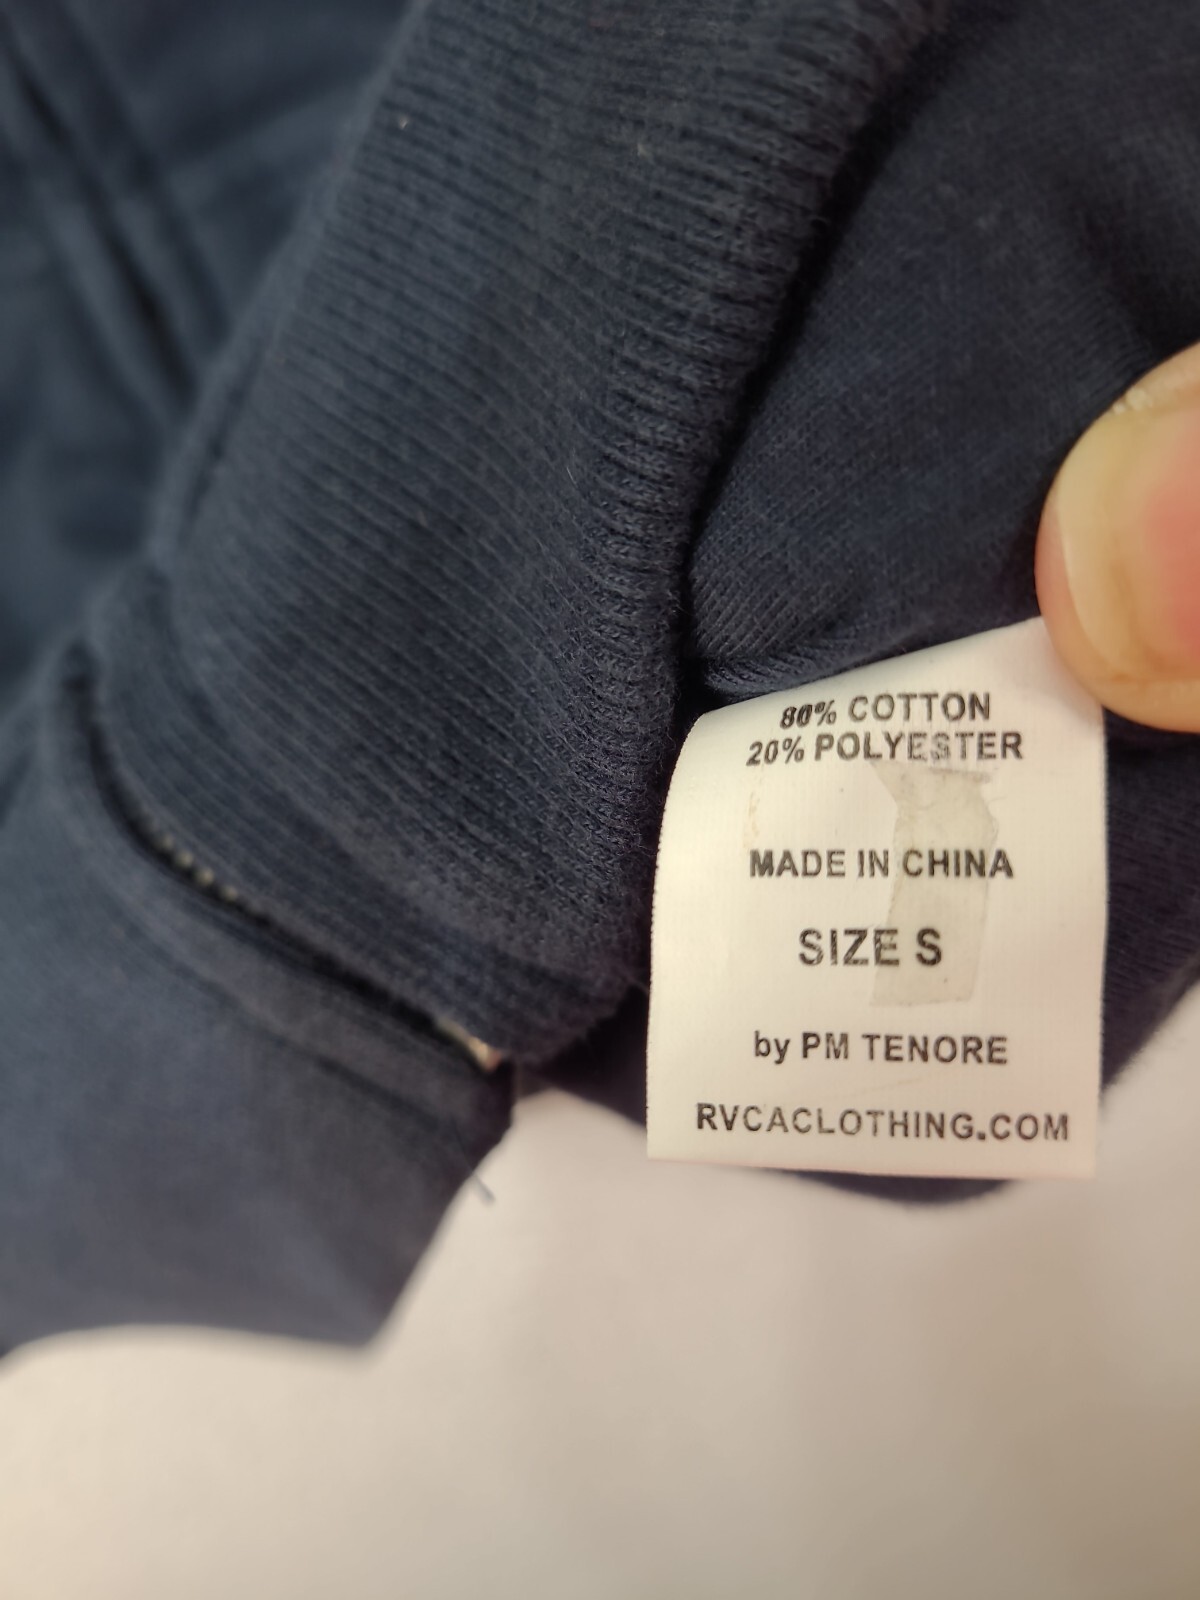 80% COTTON
20% POLYESTER
MADE IN CHINA
SIZE S
by PM TENORE
RVCACLOTHING.COM